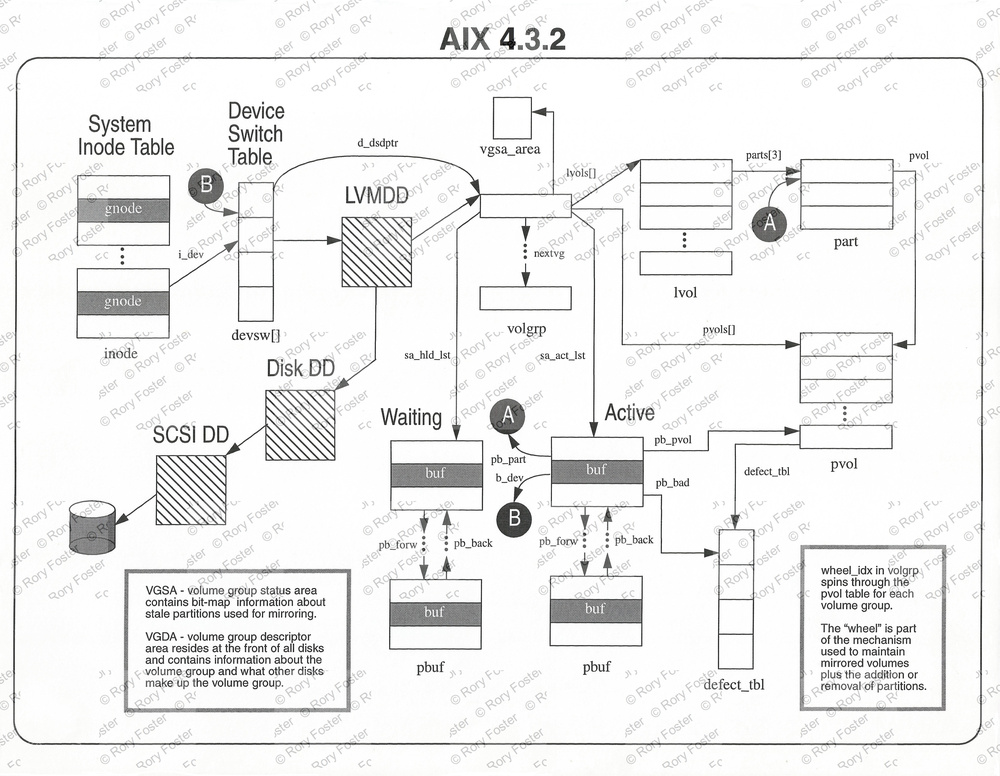 AIX 4.3.2
System
Inode Table
Device
Switch
Table
d_dsdptr
vgsa_area
lvols[]
parts[3]
pvol
B
LVMDD
A
gnode
part
i_dev
nextvg
gnode
lvol
inode
devsw[]
volgrp
pvols[]
sa_hld_lst
sa_act_lst
Disk DD
Waiting
A
Active
SCSI DD
pb_part
pb_pvol
pvol
buf
buf
b_dev
defect_tbl
pb_bad
B
pb_forw
pb_back
pb_forw
pb_back
buf
buf
pbuf
pbuf
defect_tbl
VGSA - volume group status area
contains bit-map information about
stale partitions used for mirroring.
VGDA - volume group descriptor
area resides at the front of all disks
and contains information about the
volume group and what other disks
make up the volume group.
wheel_idx in volgrp
spins through the
pvol table for each
volume group.
The “wheel” is part
of the mechanism
used to maintain
mirrored volumes
plus the addition or
removal of partitions.
© Rory Foster